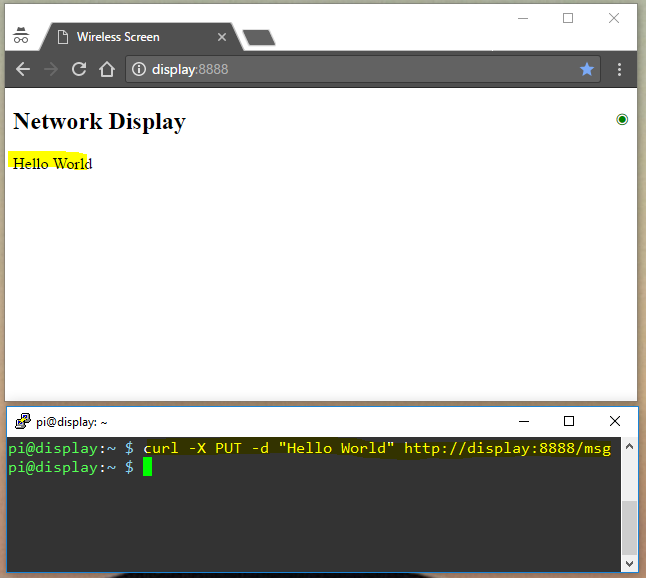 Wireless Screen
display:8888
Network Display
Hello World
pi@display: ~
pi@display:~ $ curl -X PUT -d "Hello World" http://display:8888/msg
pi@display:~ $